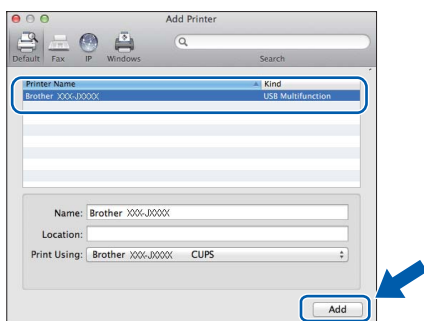 Add Printer
Default Fax IP Windows Search
Printer Name Kind
Brother XXX-JXXXX USB Multifunction
Name: Brother XXX-JXXXX
Location:
Print Using: Brother XXX-JXXXX CUPS
Add